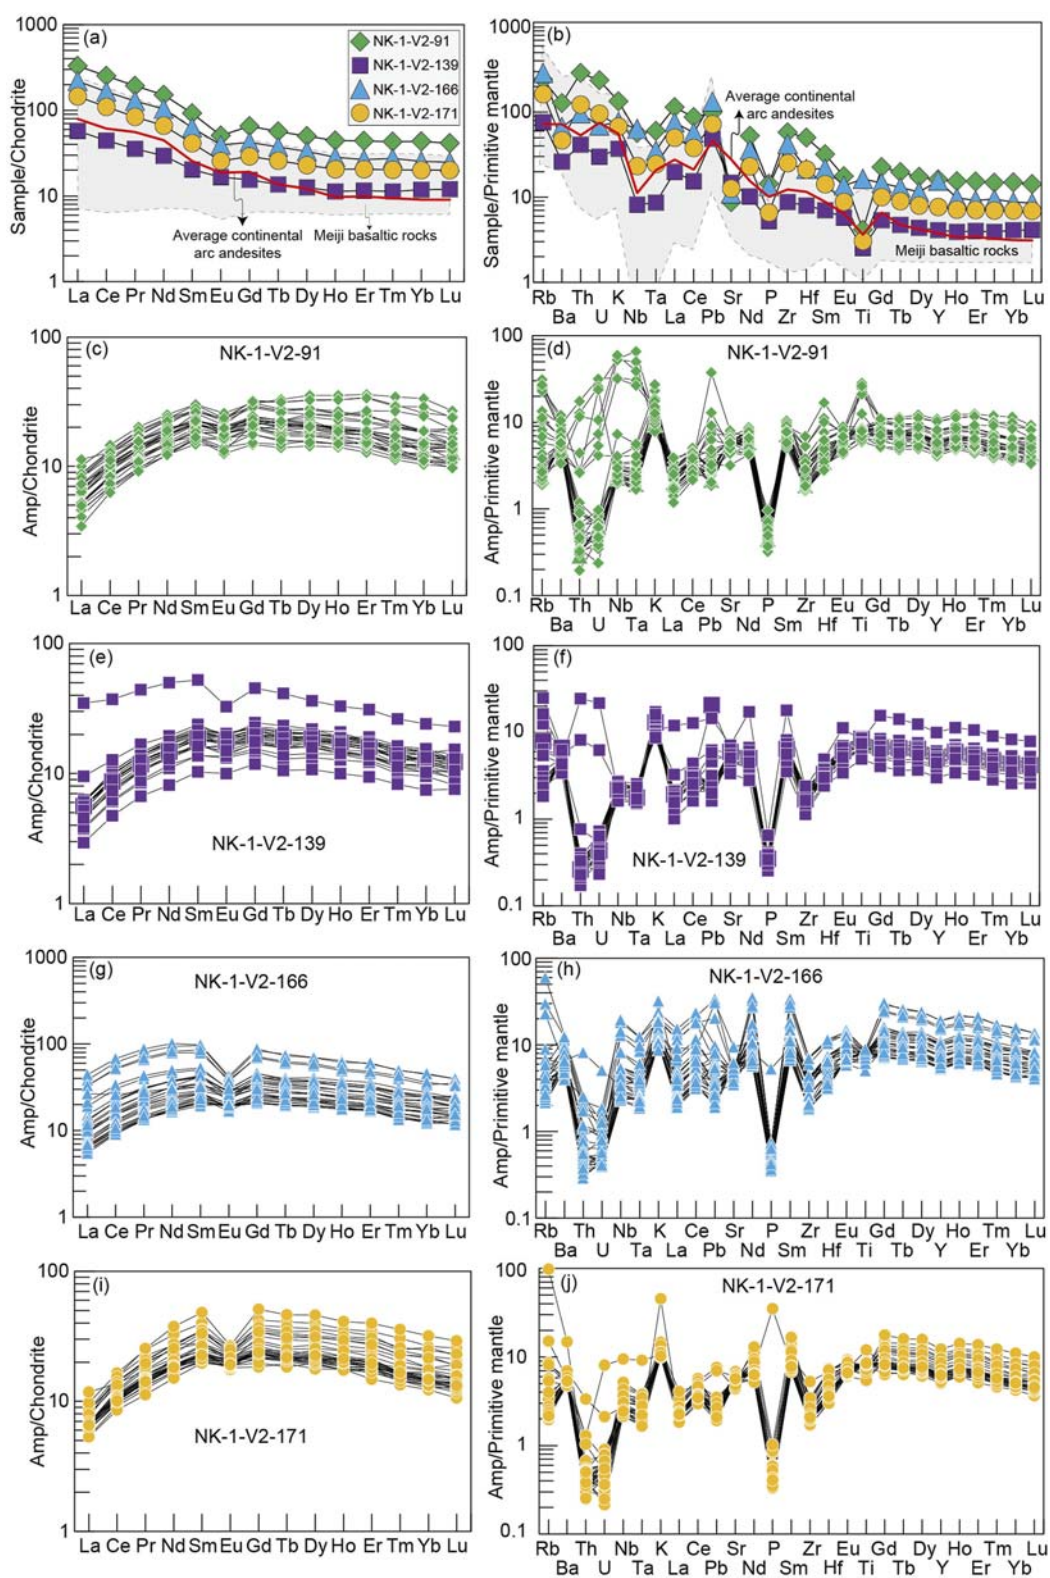 (a)
1000
100
10
1
Sample/Chondrite
NK-1-V2-91
NK-1-V2-139
NK-1-V2-166
NK-1-V2-171
Average continental
arc andesites
Meiji basaltic rocks
La Ce Pr Nd Sm Eu Gd Tb Dy Ho Er Tm Yb Lu
(b)
1000
100
10
1
Sample/Primitive mantle
Average continental
arc andesites
Meiji basaltic rocks
Rb Th K Ta Ce Sr P Hf Eu Gd Dy Ho Tm Lu
Ba U Nb La Pb Nd Zr Sm Ti Tb Y Er Yb
(c)
NK-1-V2-91
100
10
1
Amp/Chondrite
La Ce Pr Nd Sm Eu Gd Tb Dy Ho Er Tm Yb Lu
(d)
NK-1-V2-91
100
10
1
0.1
Amp/Primitive mantle
Rb Th Nb K Ce Sr P Zr Eu Gd Dy Ho Tm Lu
Ba U Ta La Pb Nd Sm Hf Ti Tb Y Er Yb
(e)
100
10
1
Amp/Chondrite
NK-1-V2-139
La Ce Pr Nd Sm Eu Gd Tb Dy Ho Er Tm Yb Lu
(f)
100
10
1
0.1
Amp/Primitive mantle
NK-1-V2-139
Rb Th Nb K Ce Sr P Zr Eu Gd Dy Ho Tm Lu
Ba U Ta La Pb Nd Sm Hf Ti Tb Y Er Yb
(g)
NK-1-V2-166
1000
100
10
1
Amp/Chondrite
La Ce Pr Nd Sm Eu Gd Tb Dy Ho Er Tm Yb Lu
(h)
NK-1-V2-166
100
10
1
0.1
Amp/Primitive mantle
Rb Th Nb K Ce Sr P Zr Eu Gd Dy Ho Tm Lu
Ba U Ta La Pb Nd Sm Hf Ti Tb Y Er Yb
(i)
100
10
1
Amp/Chondrite
NK-1-V2-171
La Ce Pr Nd Sm Eu Gd Tb Dy Ho Er Tm Yb Lu
(j)
NK-1-V2-171
100
10
1
0.1
Amp/Primitive mantle
Rb Th Nb K Ce Sr P Zr Eu Gd Dy Ho Tm Lu
Ba U Ta La Pb Nd Sm Hf Ti Tb Y Er Yb